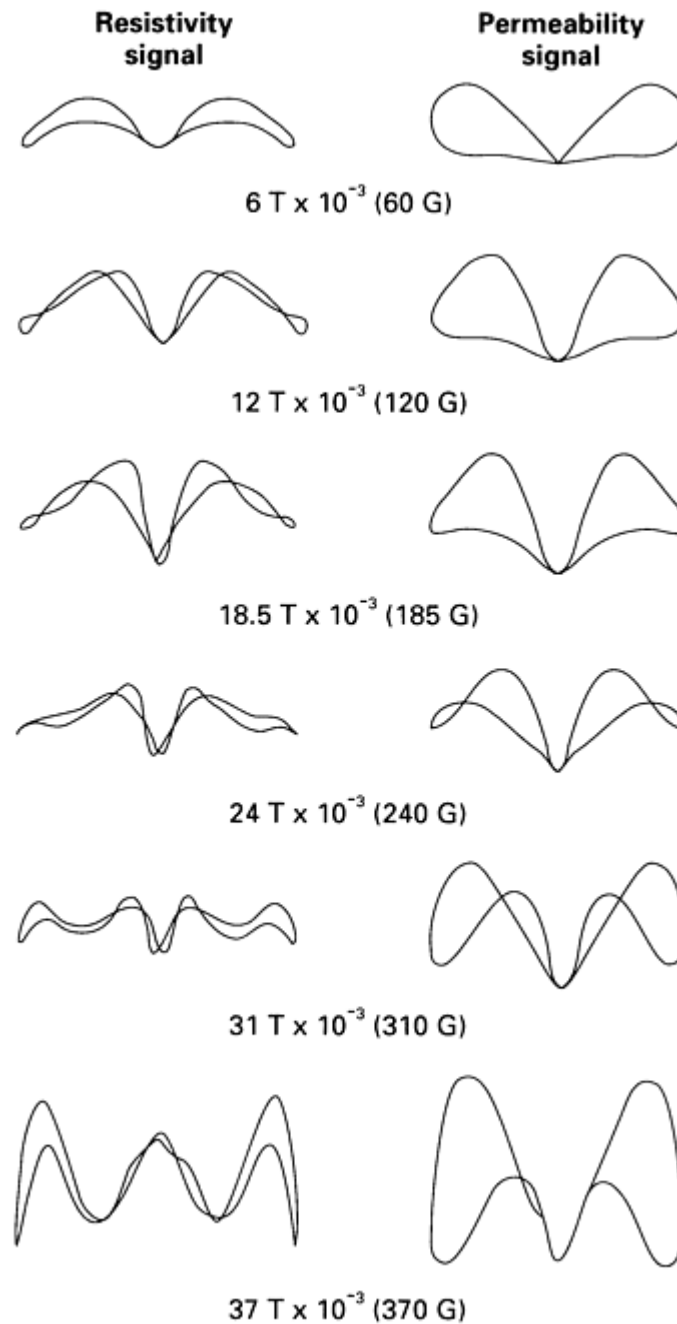 Resistivity signal
Permeability signal
6 T x 10⁻³ (60 G)
12 T x 10⁻³ (120 G)
18.5 T x 10⁻³ (185 G)
24 T x 10⁻³ (240 G)
31 T x 10⁻³ (310 G)
37 T x 10⁻³ (370 G)